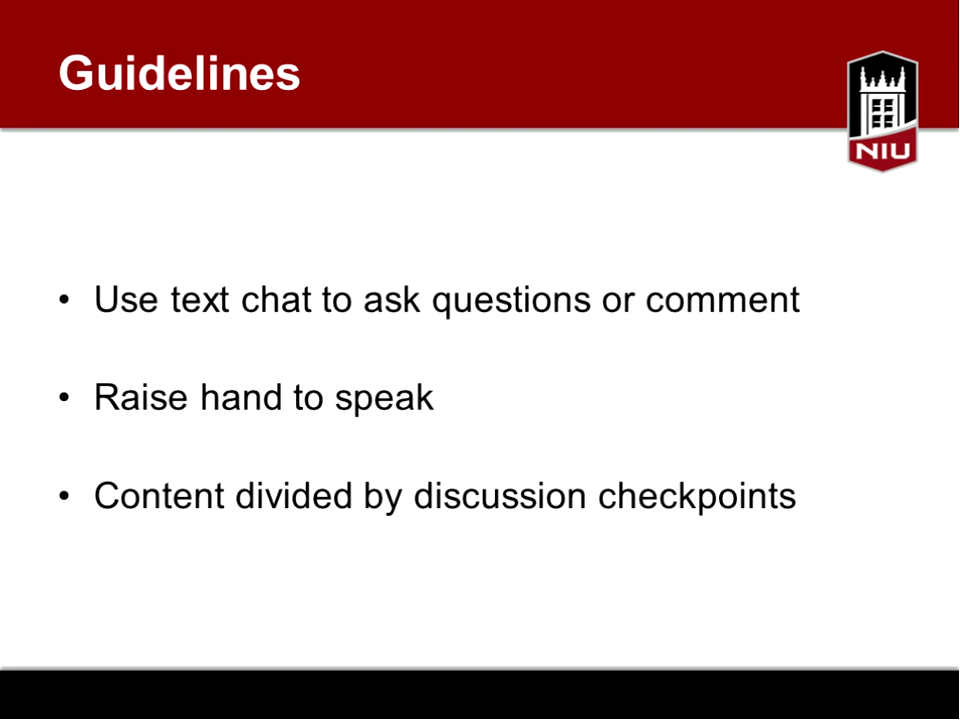 Guidelines
NIU
• Use text chat to ask questions or comment
• Raise hand to speak
• Content divided by discussion checkpoints